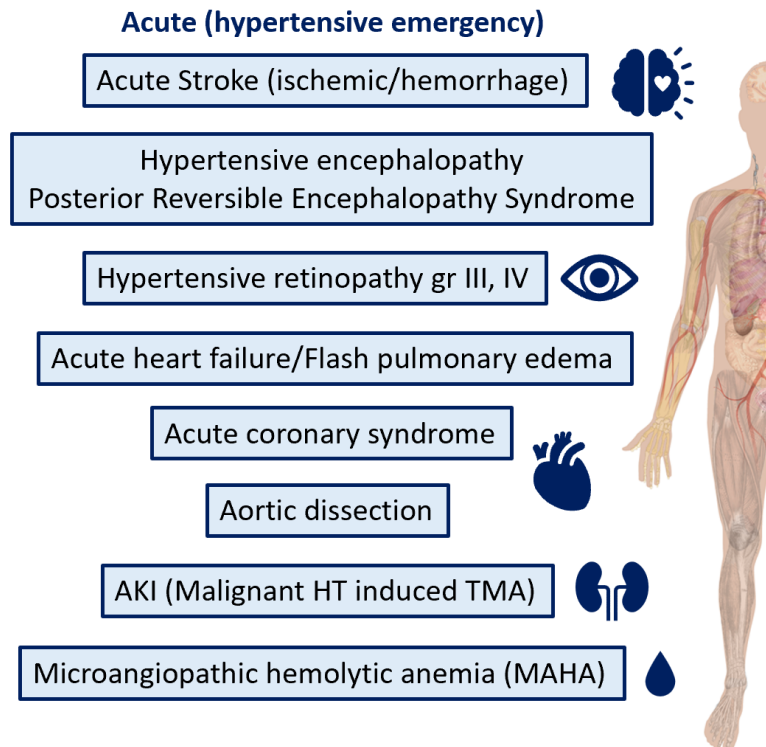 Acute (hypertensive emergency)
Acute Stroke (ischemic/hemorrhage)
Hypertensive encephalopathy
Posterior Reversible Encephalopathy Syndrome
Hypertensive retinopathy gr III, IV
Acute heart failure/Flash pulmonary edema
Acute coronary syndrome
Aortic dissection
AKI (Malignant HT induced TMA)
Microangiopathic hemolytic anemia (MAHA)